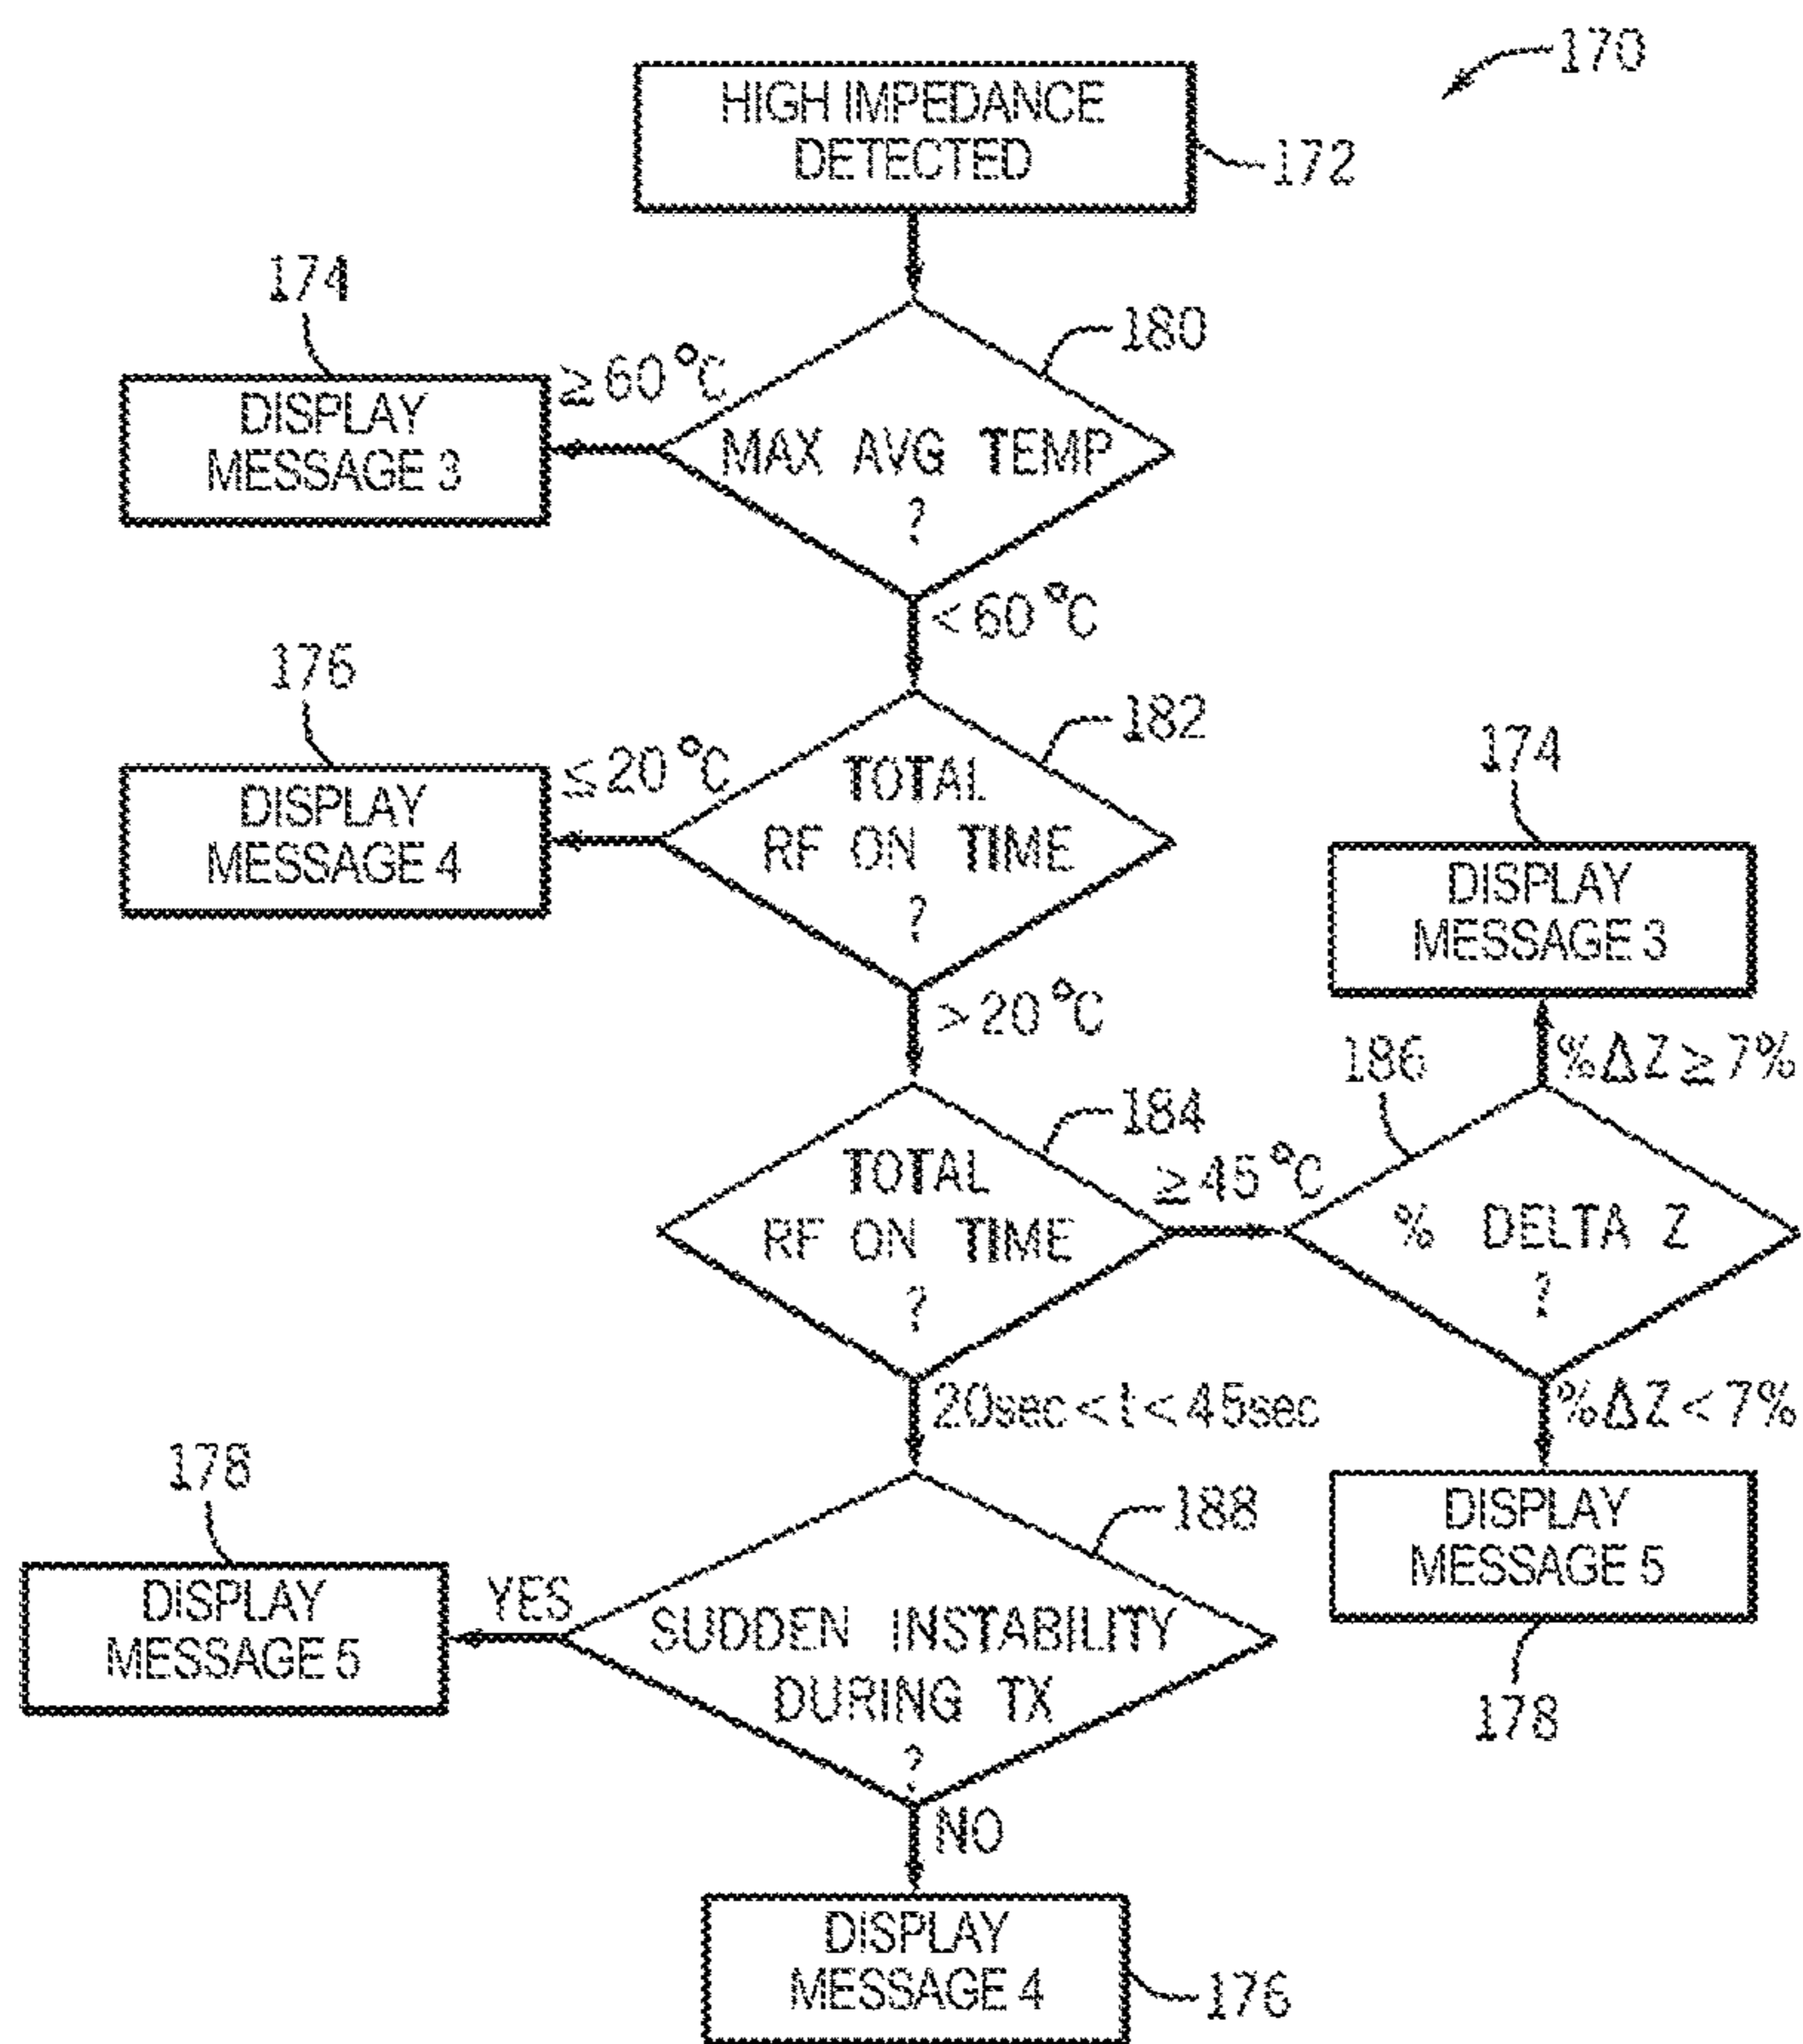 170
HIGH IMPEDANCE
DETECTED
172
174
180
≥60°C
DISPLAY
MESSAGE 3
MAX AVG TEMP
?
<60°C
176
182
≤20°C
DISPLAY
MESSAGE 4
TOTAL
RF ON TIME
?
174
DISPLAY
MESSAGE 3
>20°C
186
%ΔZ≥7%
184
≥45°C
TOTAL
RF ON TIME
?
% DELTA Z
?
20sec<t<45sec
%ΔZ<7%
178
188
DISPLAY
MESSAGE 5
YES
DISPLAY
MESSAGE 5
SUDDEN INSTABILITY
DURING TX
?
178
NO
DISPLAY
MESSAGE 4
176